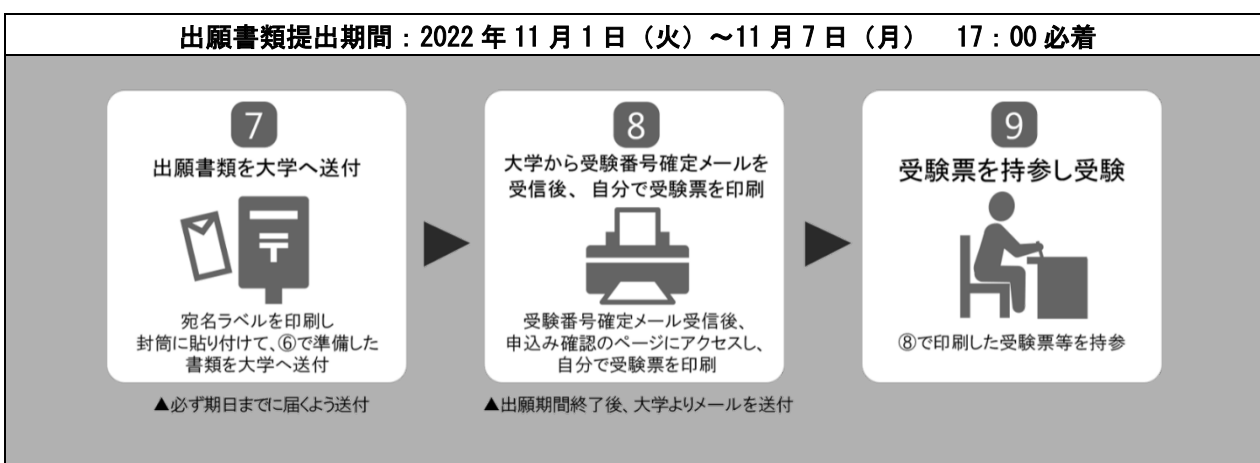 出願書類提出期間：2022年11月1日（火）～11月7日（月）　17：00必着
7
出願書類を大学へ送付
〒
宛名ラベルを印刷し
封筒に貼り付けて、⑥で準備した
書類を大学へ送付
▲必ず期日までに届くよう送付
8
大学から受験番号確定メールを
受信後、自分で受験票を印刷
受験番号確定メール受信後、
申込み確認のページにアクセスし、
自分で受験票を印刷
▲出願期間終了後、大学よりメールを送付
9
受験票を持参し受験
⑧で印刷した受験票等を持参